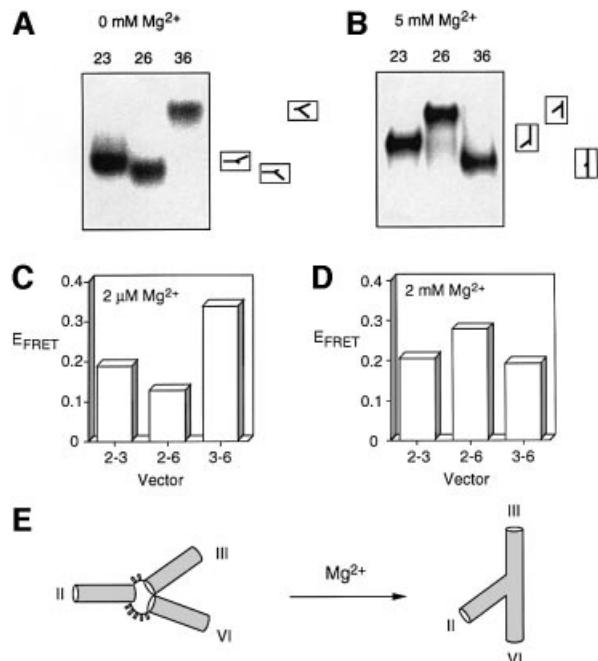 A 0 mM Mg2+
23 26 36
B 5 mM Mg2+
23 26 36
C
2 μM Mg2+
EFRET
0.4
0.3
0.2
0.1
0
2-3 2-6 3-6
Vector
D
2 mM Mg2+
EFRET
0.4
0.3
0.2
0.1
0
2-3 2-6 3-6
Vector
E
II
III
VI
Mg2+
III
II
VI